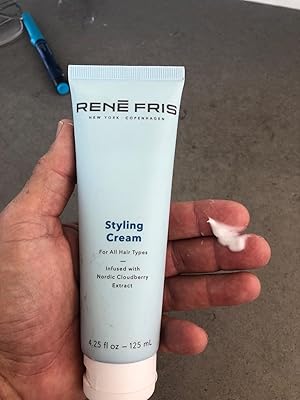 RENĒ FRIS
NEW YORK · COPENHAGEN
Styling
Cream
For All Hair Types
Infused with
Nordic Cloudberry
Extract
4,25 fl oz – 125 mL